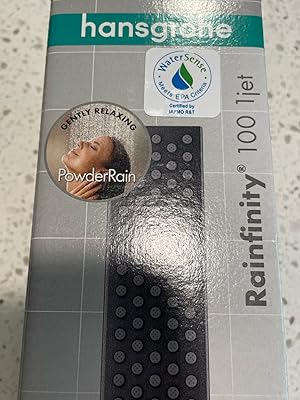 hansgrohe
WaterSense
Meets EPA Criteria
Certified by
IAPMO R&T
GENTLY RELAXING
PowderRain
Rainfinity® 100 1jet